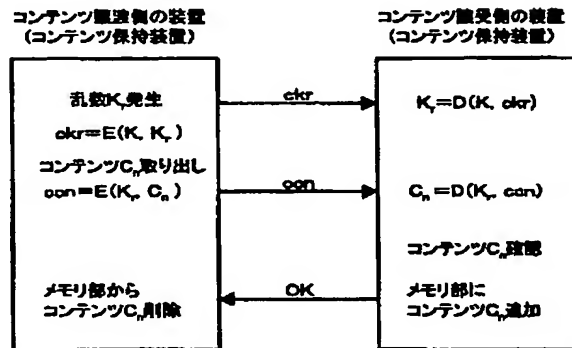 コンテンツ譲渡側の装置
(コンテンツ保持装置)
コンテンツ譲受側の装置
(コンテンツ保持装置)
乱数Kr発生
ckr=E(K, Kr)
ckr
Kr=D(K, ckr)
コンテンツCn取り出し
con=E(Kr, Cn)
con
Cn=D(Kr, con)
コンテンツCn確認
メモリ部から
コンテンツCn削除
OK
メモリ部に
コンテンツCn追加